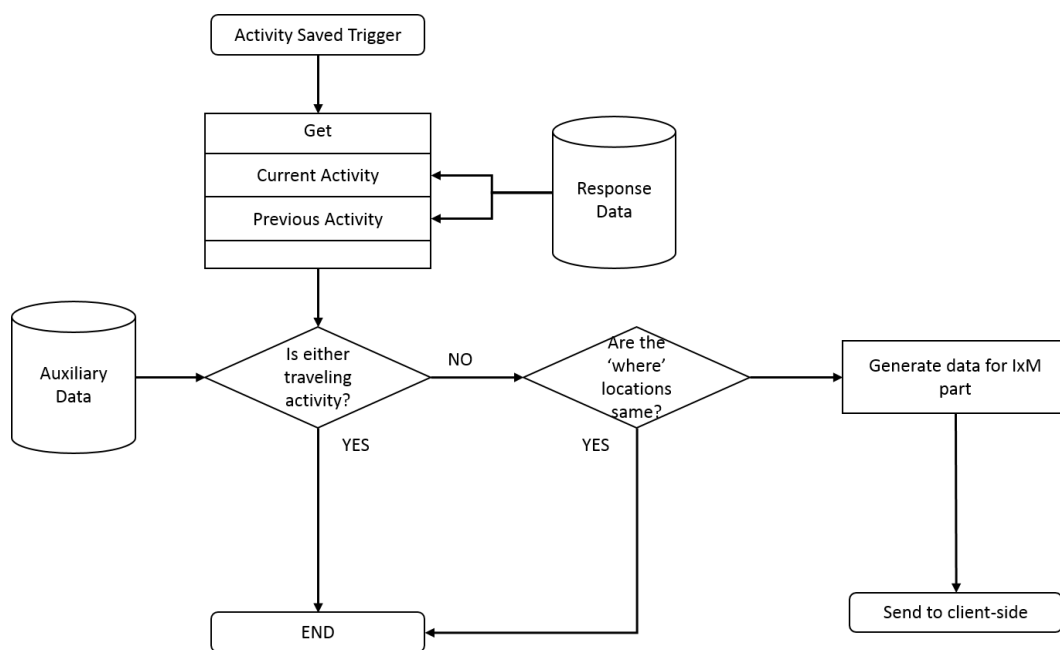 Activity Saved Trigger
Get
Current Activity
Previous Activity
Response
Data
Auxiliary
Data
Is either
traveling
activity?
NO
YES
Are the
‘where’
locations
same?
YES
Generate data for IxM
part
END
Send to client-side